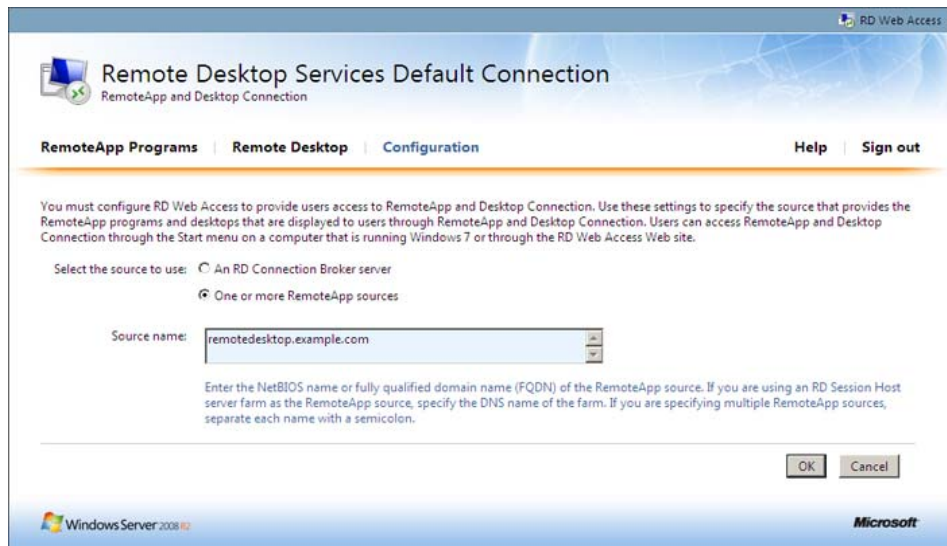 RD Web Access
Remote Desktop Services Default Connection
RemoteApp and Desktop Connection
RemoteApp Programs | Remote Desktop | Configuration Help | Sign out
You must configure RD Web Access to provide users access to RemoteApp and Desktop Connection. Use these settings to specify the source that provides the
RemoteApp programs and desktops that are displayed to users through RemoteApp and Desktop Connection. Users can access RemoteApp and Desktop
Connection through the Start menu on a computer that is running Windows 7 or through the RD Web Access Web site.
Select the source to use: An RD Connection Broker server
One or more RemoteApp sources
Source name: remotedesktop.example.com
Enter the NetBIOS name or fully qualified domain name (FQDN) of the RemoteApp source. If you are using an RD Session Host
server farm as the RemoteApp source, specify the DNS name of the farm. If you are specifying multiple RemoteApp sources,
separate each name with a semicolon.
OK Cancel
Windows Server 2008 R2 Microsoft